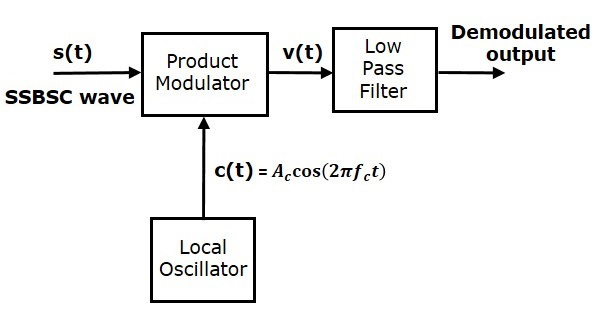 s(t)
SSBSC wave
Product
Modulator
v(t)
Low
Pass
Filter
Demodulated
output
c(t) = A_c cos(2πf_c t)
Local
Oscillator